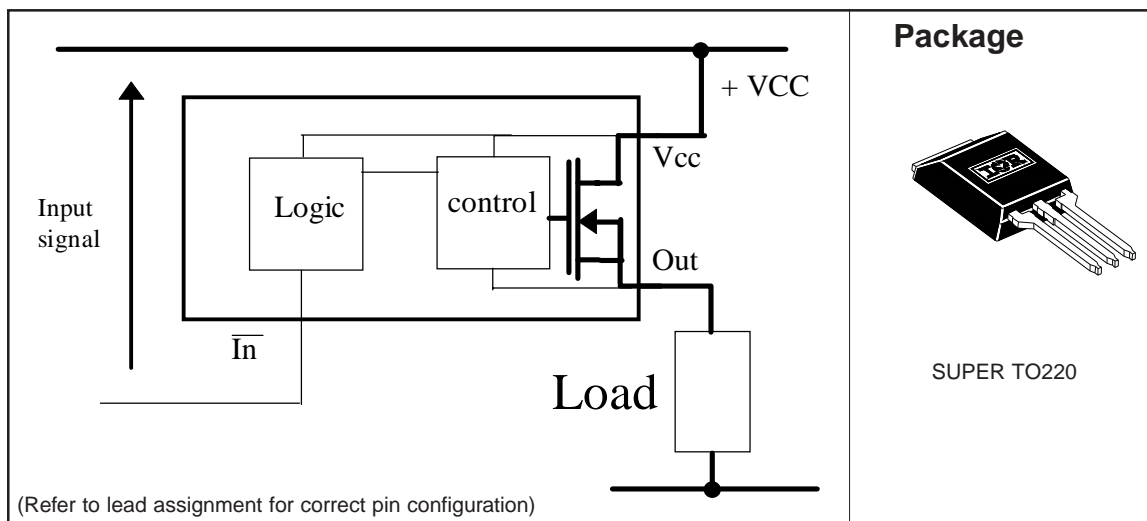 Package
+ VCC
Vcc
Logic
control
Input
signal
Out
In
Load
SUPER TO220
(Refer to lead assignment for correct pin configuration)
IOR